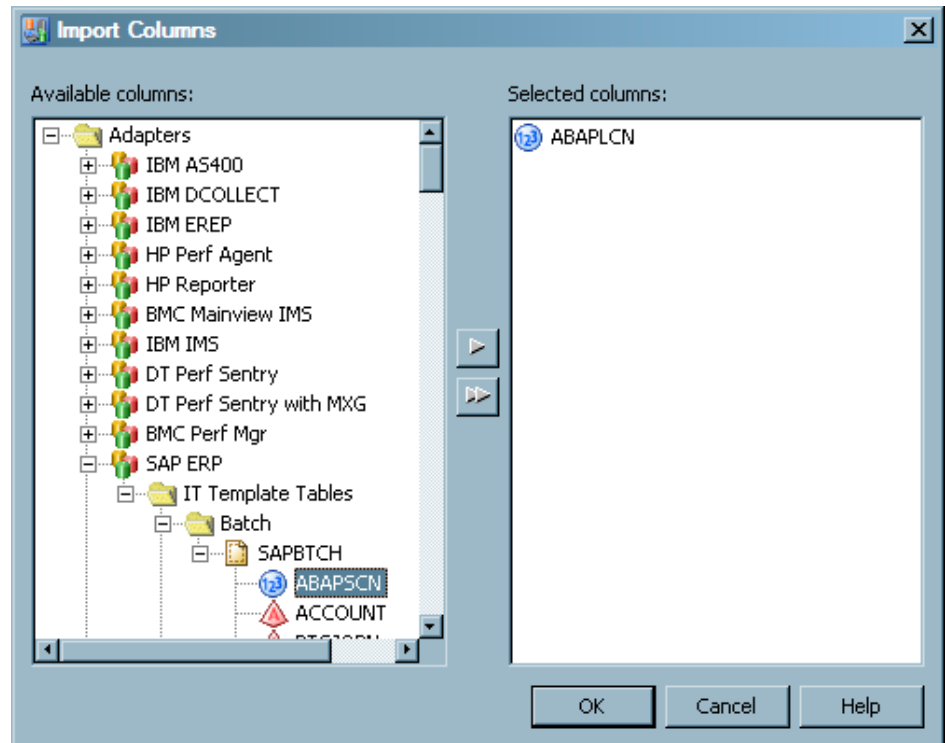 Import Columns
Available columns:
Selected columns:
Adapters
IBM AS400
IBM DCOLLECT
IBM EREP
HP Perf Agent
HP Reporter
BMC Mainview IMS
IBM IMS
DT Perf Sentry
DT Perf Sentry with MXG
BMC Perf Mgr
SAP ERP
IT Template Tables
Batch
SAPBTCH
123 ABAPSCN
A ACCOUNT
123 ABAPLCN
OK Cancel Help